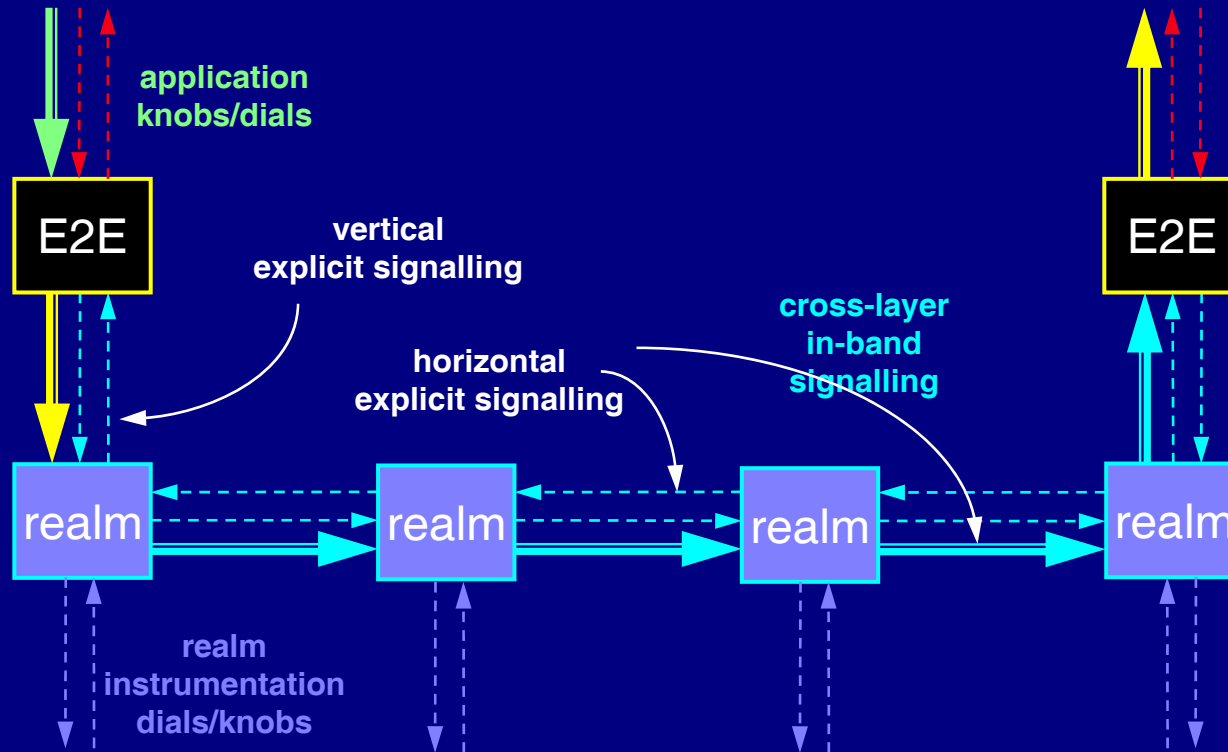 application
knobs/dials
E2E
E2E
vertical
explicit signalling
cross-layer
in-band
signalling
horizontal
explicit signalling
realm
realm
realm
realm
realm
instrumentation
dials/knobs